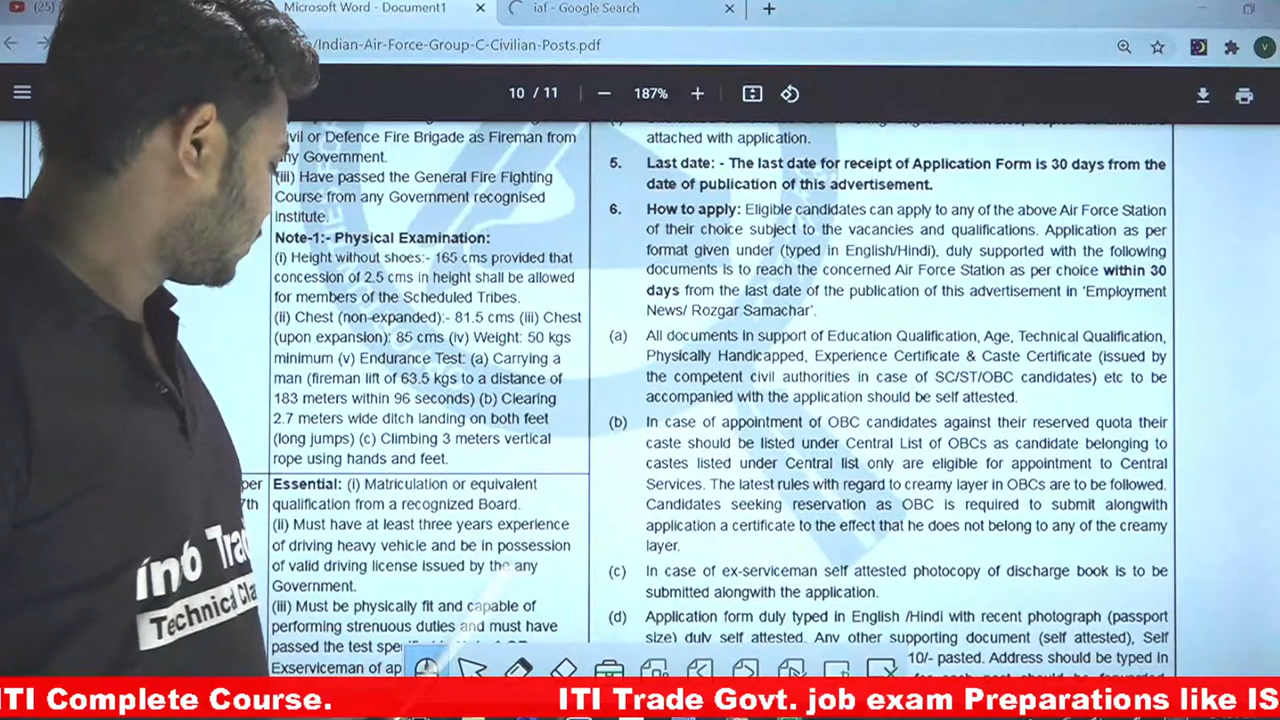 (25)
Microsoft Word - Document1
iaf - Google Search
/Indian-Air-Force-Group-C-Civilian-Posts.pdf
V
10 / 11
187%
ivil or Defence Fire Brigade as Fireman from
any Government.
(iii) Have passed the General Fire Fighting
Course from any Government recognised
institute.
Note-1:- Physical Examination:
(i) Height without shoes:- 165 cms provided that
concession of 2.5 cms in height shall be allowed
for members of the Scheduled Tribes.
(ii) Chest (non-expanded):- 81.5 cms (iii) Chest
(upon expansion): 85 cms (iv) Weight: 50 kgs
minimum (v) Endurance Test: (a) Carrying a
man (fireman lift of 63.5 kgs to a distance of
183 meters within 96 seconds) (b) Clearing
2.7 meters wide ditch landing on both feet
(long jumps) (c) Climbing 3 meters vertical
rope using hands and feet.
per
7th
Essential: (i) Matriculation or equivalent
qualification from a recognized Board.
(ii) Must have at least three years experience
of driving heavy vehicle and be in possession
of valid driving license issued by the any
Government.
(iii) Must be physically fit and capable of
performing strenuous duties and must have
passed the test spe
Exserviceman of ap
attached with application.
5. Last date: - The last date for receipt of Application Form is 30 days from the
date of publication of this advertisement.
6. How to apply: Eligible candidates can apply to any of the above Air Force Station
of their choice subject to the vacancies and qualifications. Application as per
format given under (typed in English/Hindi), duly supported with the following
documents is to reach the concerned Air Force Station as per choice within 30
days from the last date of the publication of this advertisement in 'Employment
News/ Rozgar Samachar'.
(a) All documents in support of Education Qualification, Age, Technical Qualification,
Physically Handicapped, Experience Certificate & Caste Certificate (issued by
the competent civil authorities in case of SC/ST/OBC candidates) etc to be
accompanied with the application should be self attested.
(b) In case of appointment of OBC candidates against their reserved quota their
caste should be listed under Central List of OBCs as candidate belonging to
castes listed under Central list only are eligible for appointment to Central
Services. The latest rules with regard to creamy layer in OBCs are to be followed.
Candidates seeking reservation as OBC is required to submit alongwith
application a certificate to the effect that he does not belong to any of the creamy
layer.
(c) In case of ex-serviceman self attested photocopy of discharge book is to be
submitted alongwith the application.
(d) Application form duly typed in English /Hindi with recent photograph (passport
size) duly self attested. Any other supporting document (self attested), Self
10/- pasted. Address should be typed in
Info Tra
Technical Cla
ITI Complete Course.
ITI Trade Govt. job exam Preparations like IS